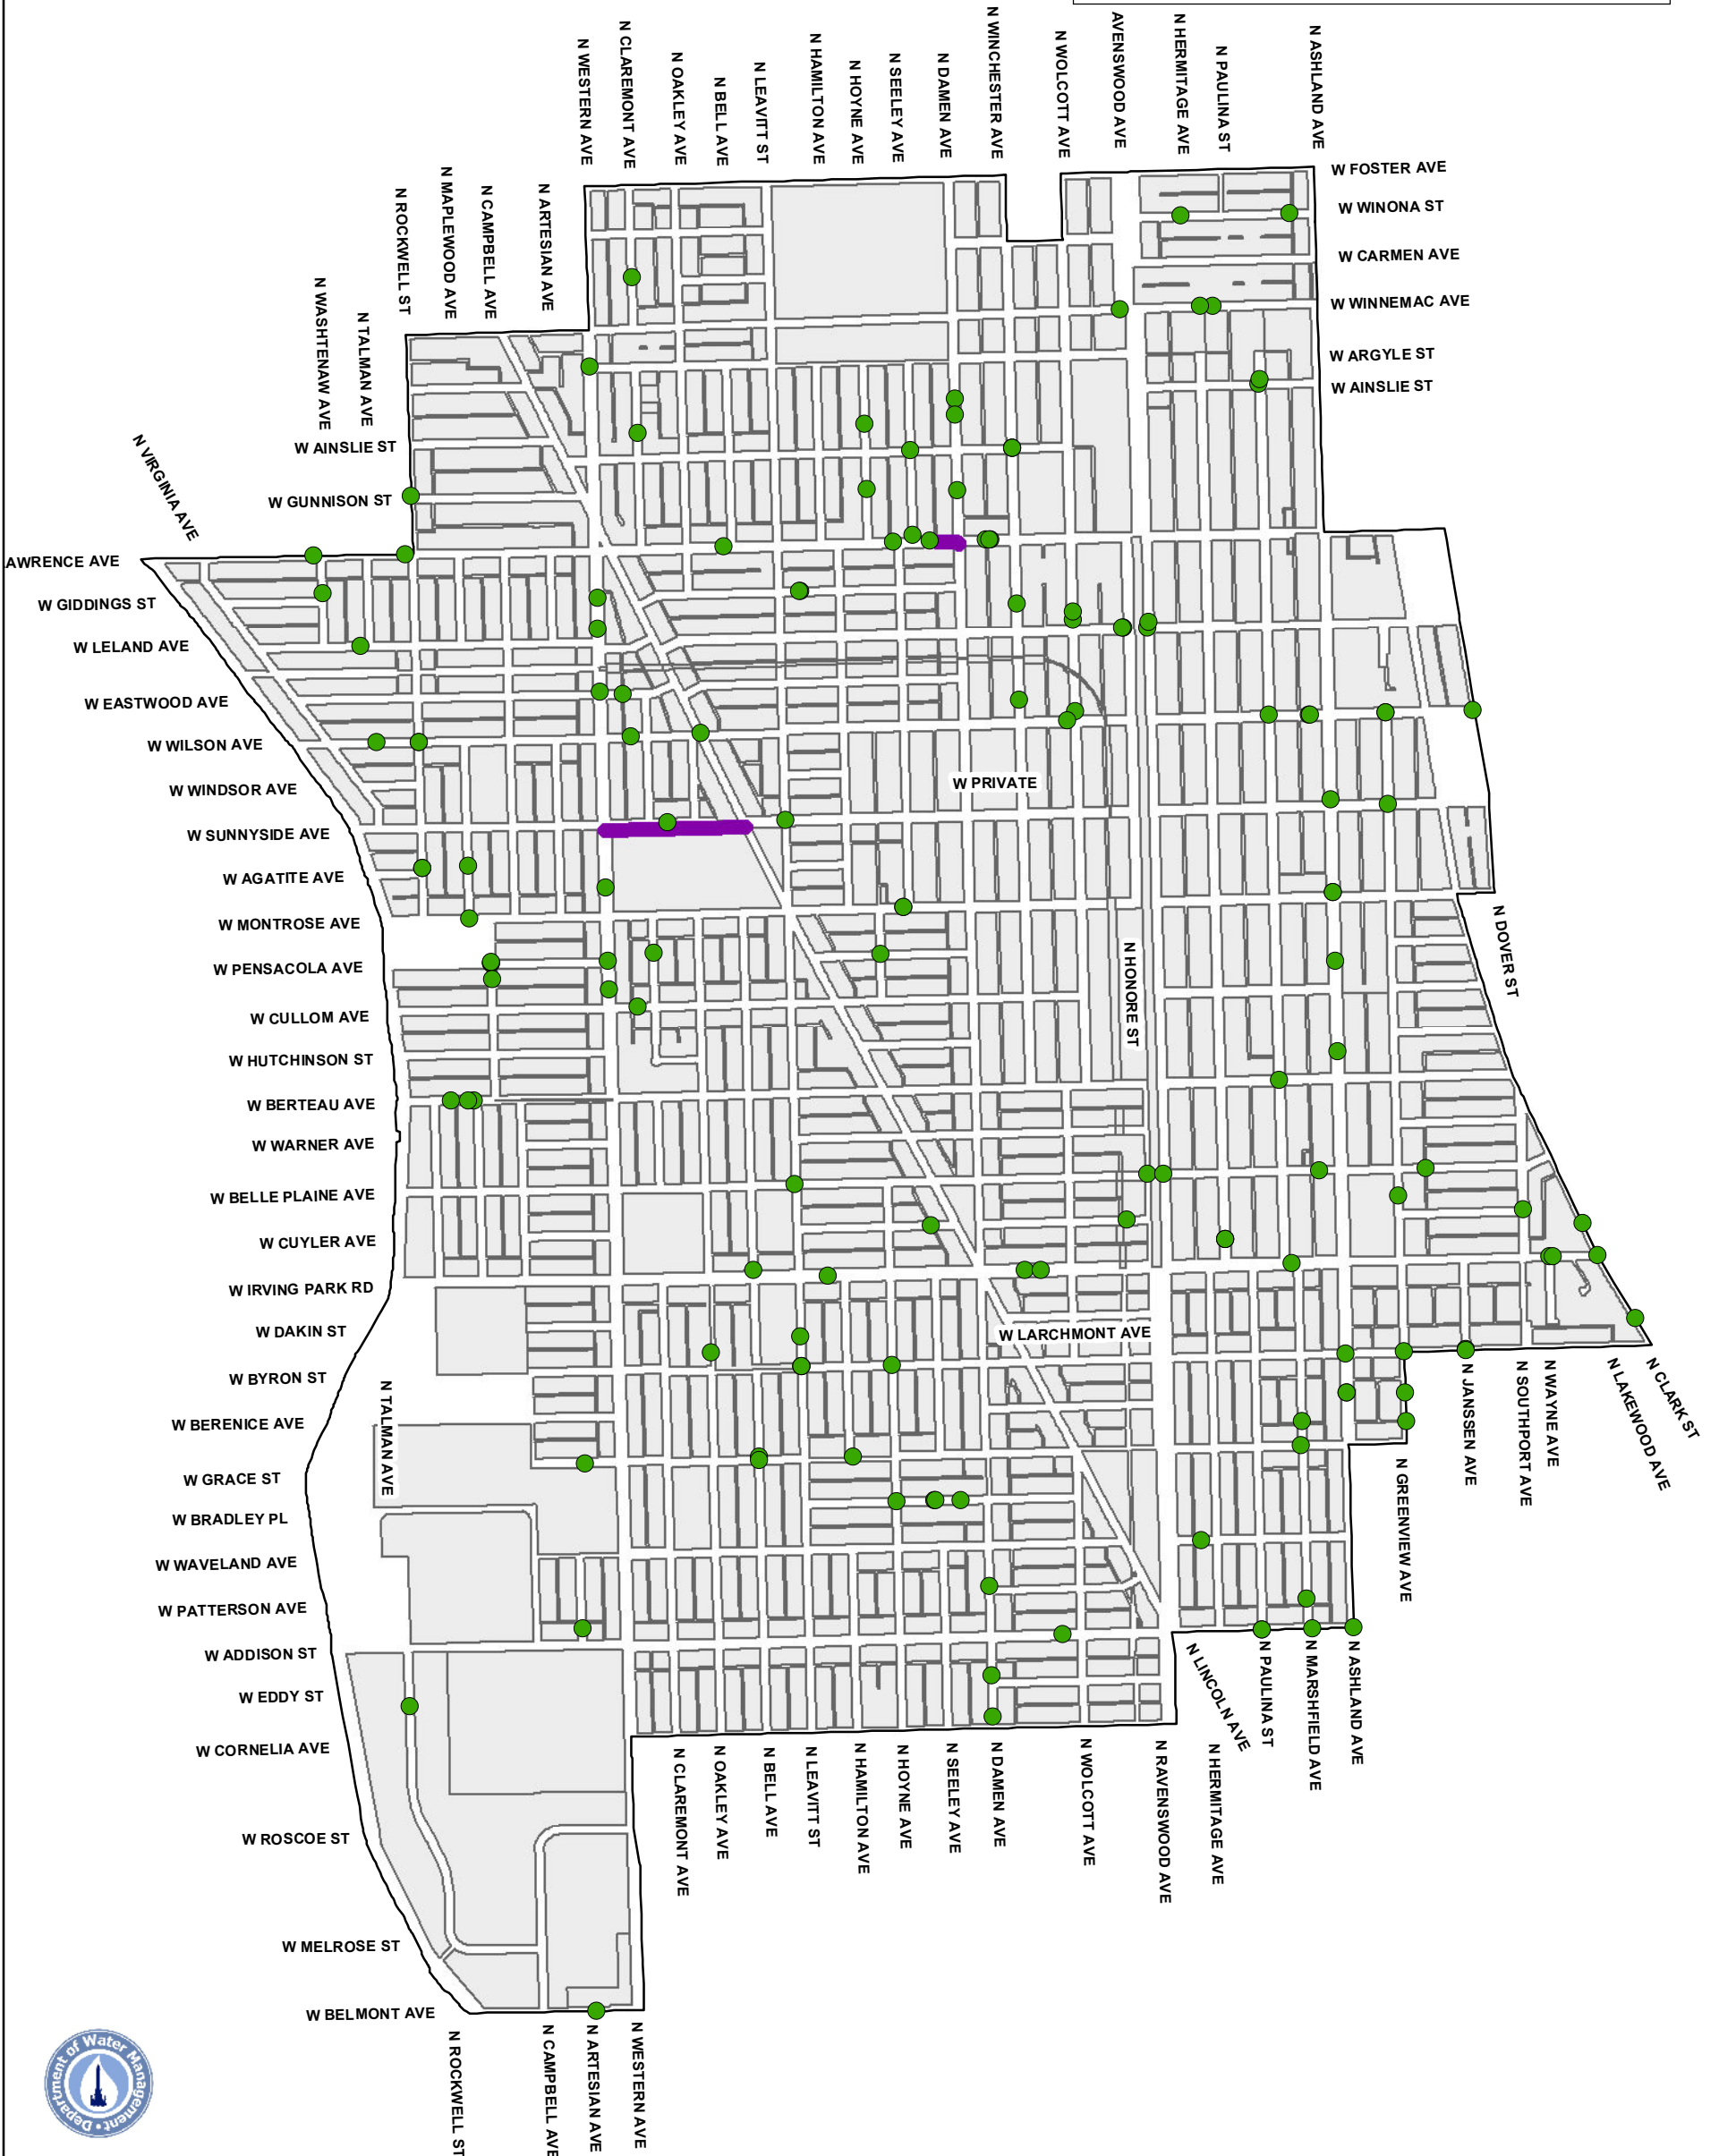 N WESTERN AVE
N CLAREMONT AVE
N OAKLEY AVE
N BELL AVE
N LEAVITT ST
N HAMILTON AVE
N HOYNE AVE
N SEELEY AVE
N DAMEN AVE
N WINCHESTER AVE
N WOLCOTT AVE
AVENSWOOD AVE
N HERMITAGE AVE
N PAULINA ST
N ASHLAND AVE
W FOSTER AVE
W WINONA ST
W CARMEN AVE
W WINNEMAC AVE
W ARGYLE ST
W AINSLIE ST
N VIRGINIA AVE
N WASHTENAW AVE
N TALMAN AVE
N ROCKWELL ST
N MAPLEWOOD AVE
N CAMPBELL AVE
N ARTESIAN AVE
W AINSLIE ST
W GUNNISON ST
AWRENCE AVE
W GIDDINGS ST
W LELAND AVE
W EASTWOOD AVE
W WILSON AVE
W WINDSOR AVE
W SUNNYSIDE AVE
W AGATITE AVE
W MONTROSE AVE
W PENSACOLA AVE
W CULLOM AVE
W HUTCHINSON ST
W BERTEAU AVE
W WARNER AVE
W BELLE PLAINE AVE
W CUYLER AVE
W IRVING PARK RD
W DAKIN ST
W BYRON ST
W BERENICE AVE
W GRACE ST
W BRADLEY PL
W WAVELAND AVE
W PATTERSON AVE
W ADDISON ST
W EDDY ST
W CORNELIA AVE
W ROSCOE ST
W MELROSE ST
W BELMONT AVE
W PRIVATE
N HONORE ST
N DOVER ST
W LARCHMONT AVE
N TALMAN AVE
N JANSSEN AVE
N SOUTHPORT AVE
N WAYNE AVE
N LAKEWOOD AVE
N CLARK ST
N GREENVIEW AVE
N LINCOLN AVE
N PAULINA ST
N MARSHFIELD AVE
N ASHLAND AVE
N CLAREMONT AVE
N OAKLEY AVE
N BELL AVE
N LEAVITT ST
N HAMILTON AVE
N HOYNE AVE
N SEELEY AVE
N DAMEN AVE
N WOLCOTT AVE
N RAVENSWOOD AVE
N HERMITAGE AVE
N ROCKWELL ST
N CAMPBELL AVE
N ARTESIAN AVE
N WESTERN AVE
Department of Water Management